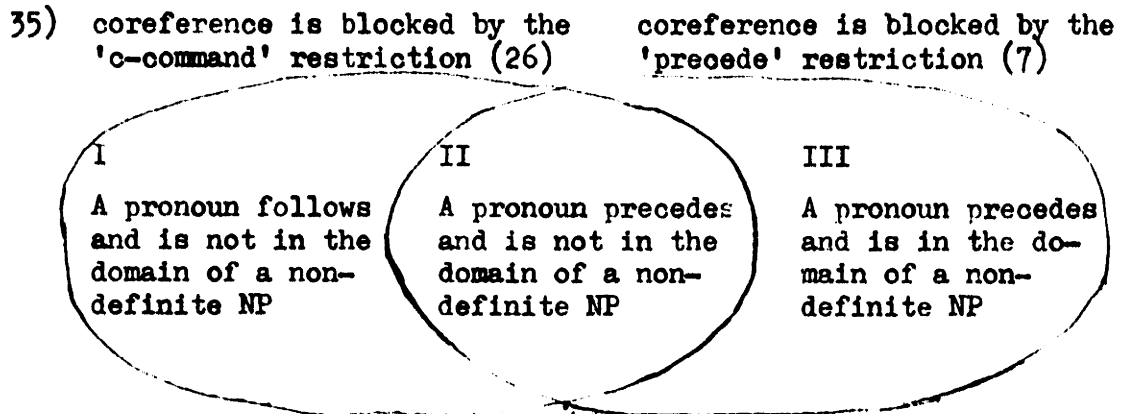 35) coreference is blocked by the coreference is blocked by the
'c-command' restriction (26) 'precede' restriction (7)
I II III
A pronoun follows A pronoun precedes A pronoun precedes
and is not in the and is not in the and is in the do-
domain of a non- domain of a non- main of a non-
definite NP definite NP definite NP